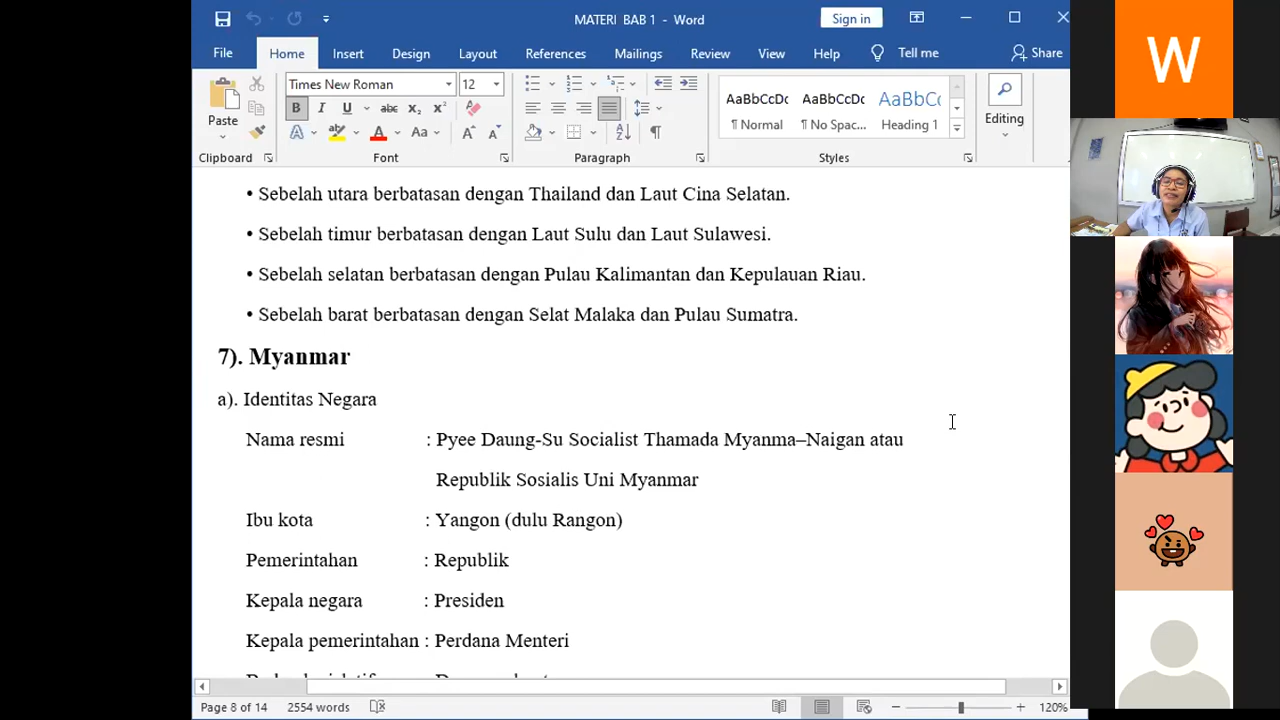 MATERI BAB 1 - Word
Sign in
W
File Home Insert Design Layout References Mailings Review View Help Tell me Share
Times New Roman 12
Paste
B I U abc x₂ x²
Aa A A
AaBbCcDc AaBbCcDc AaBbC
¶ Normal ¶ No Spac... Heading 1
Editing
Clipboard Font Paragraph Styles
• Sebelah utara berbatasan dengan Thailand dan Laut Cina Selatan.
• Sebelah timur berbatasan dengan Laut Sulu dan Laut Sulawesi.
• Sebelah selatan berbatasan dengan Pulau Kalimantan dan Kepulauan Riau.
• Sebelah barat berbatasan dengan Selat Malaka dan Pulau Sumatra.
7). Myanmar
a). Identitas Negara
Nama resmi : Pyee Daung-Su Socialist Thamada Myanma–Naigan atau
Republik Sosialis Uni Myanmar
Ibu kota : Yangon (dulu Rangon)
Pemerintahan : Republik
Kepala negara : Presiden
Kepala pemerintahan : Perdana Menteri
Page 8 of 14 2554 words 120%